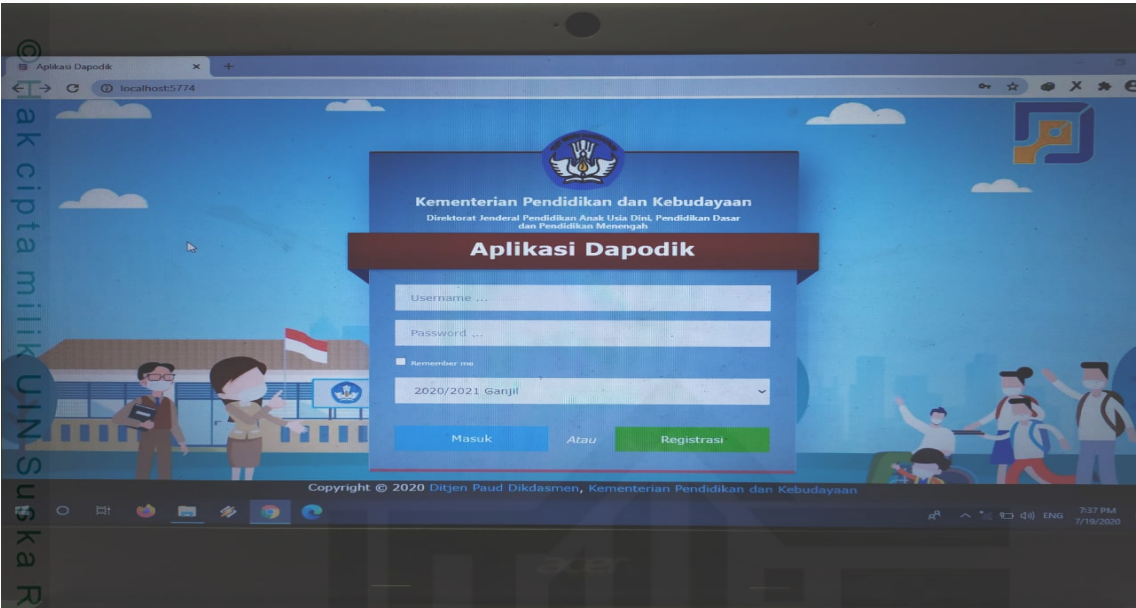 © Hak cipta milik UIN Suska R
Aplikasi Dapodik
localhost:5774
Kementerian Pendidikan dan Kebudayaan
Direktorat Jenderal Pendidikan Anak Usia Dini, Pendidikan Dasar
dan Pendidikan Menengah
Aplikasi Dapodik
Username ...
Password ...
Remember me
2020/2021 Ganjil
Masuk
Atau
Registrasi
Copyright © 2020 Ditjen Paud Dikdasmen, Kementerian Pendidikan dan Kebudayaan
ENG
7:37 PM
7/19/2020
acer